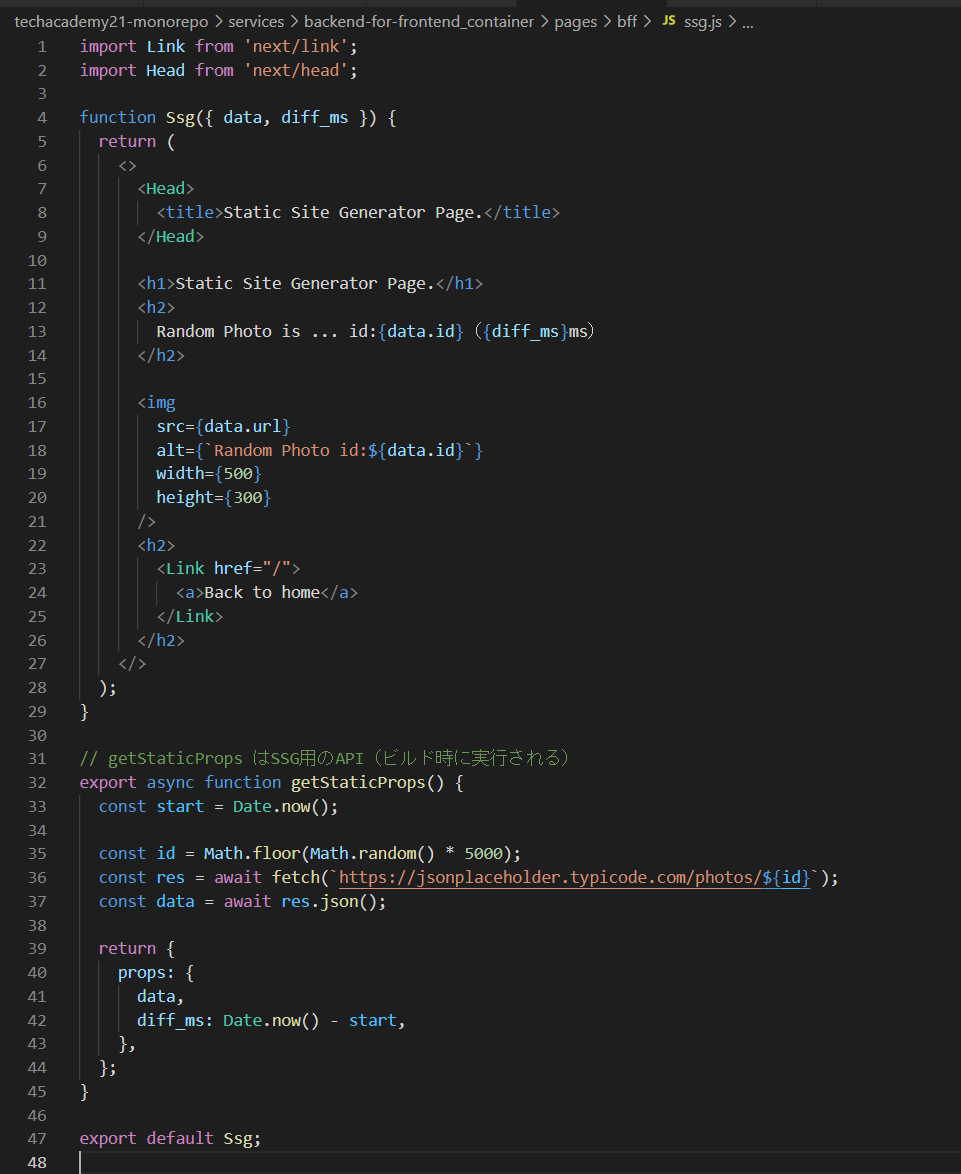 techacademy21-monorepo > services > backend-for-frontend_container > pages > bff > JS ssg.js > ...
1 import Link from 'next/link';
2 import Head from 'next/head';
3
4 function Ssg({ data, diff_ms }) {
5   return (
6     <>
7       <Head>
8         <title>Static Site Generator Page.</title>
9       </Head>
10
11       <h1>Static Site Generator Page.</h1>
12       <h2>
13         Random Photo is ... id:{data.id}（{diff_ms}ms）
14       </h2>
15
16       <img
17         src={data.url}
18         alt={`Random Photo id:${data.id}`}
19         width={500}
20         height={300}
21       />
22       <h2>
23         <Link href="/">
24           <a>Back to home</a>
25         </Link>
26       </h2>
27     </>
28   );
29 }
30
31 // getStaticProps はSSG用のAPI（ビルド時に実行される）
32 export async function getStaticProps() {
33   const start = Date.now();
34
35   const id = Math.floor(Math.random() * 5000);
36   const res = await fetch(`https://jsonplaceholder.typicode.com/photos/${id}`);
37   const data = await res.json();
38
39   return {
40     props: {
41       data,
42       diff_ms: Date.now() - start,
43     },
44   };
45 }
46
47 export default Ssg;
48